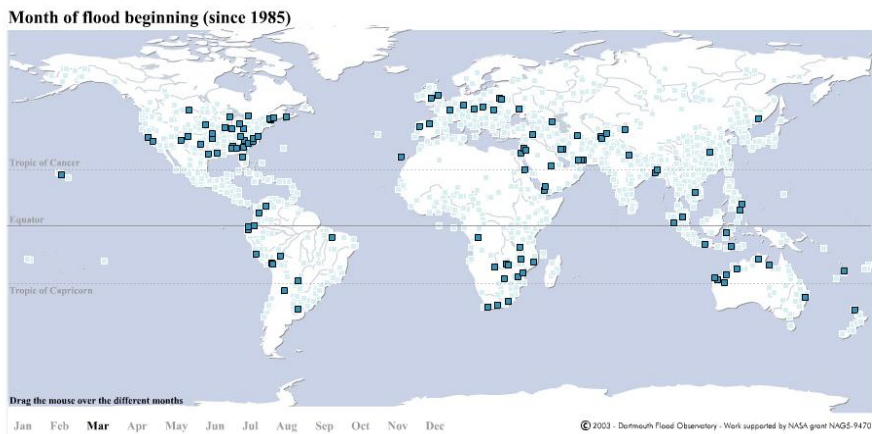 Month of flood beginning (since 1985)
Tropic of Cancer
Equator
Tropic of Capricorn
Drag the mouse over the different months
Jan Feb Mar Apr May Jun Jul Aug Sep Oct Nov Dec
© 2003 - Dartmouth Flood Observatory - Work supported by NASA grant NAG5-9470